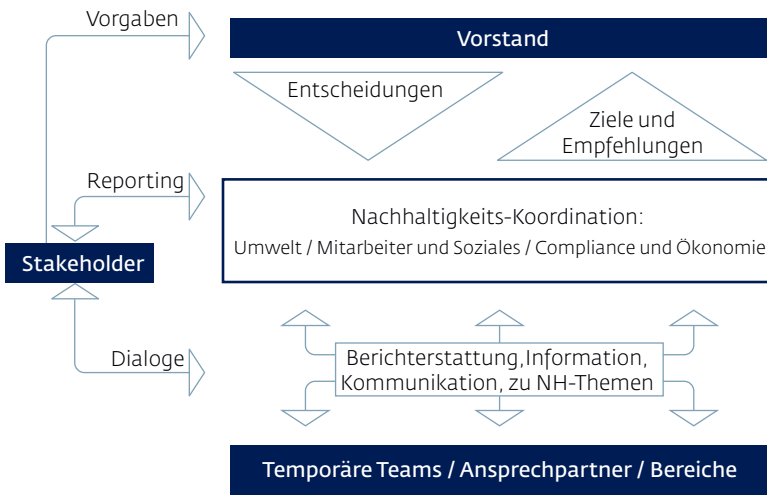 Vorgaben
Vorstand
Entscheidungen
Ziele und
Empfehlungen
Reporting
Nachhaltigkeits-Koordination:
Umwelt / Mitarbeiter und Soziales / Compliance und Ökonomie
Stakeholder
Dialoge
Berichterstattung,Information,
Kommunikation, zu NH-Themen
Temporäre Teams / Ansprechpartner / Bereiche